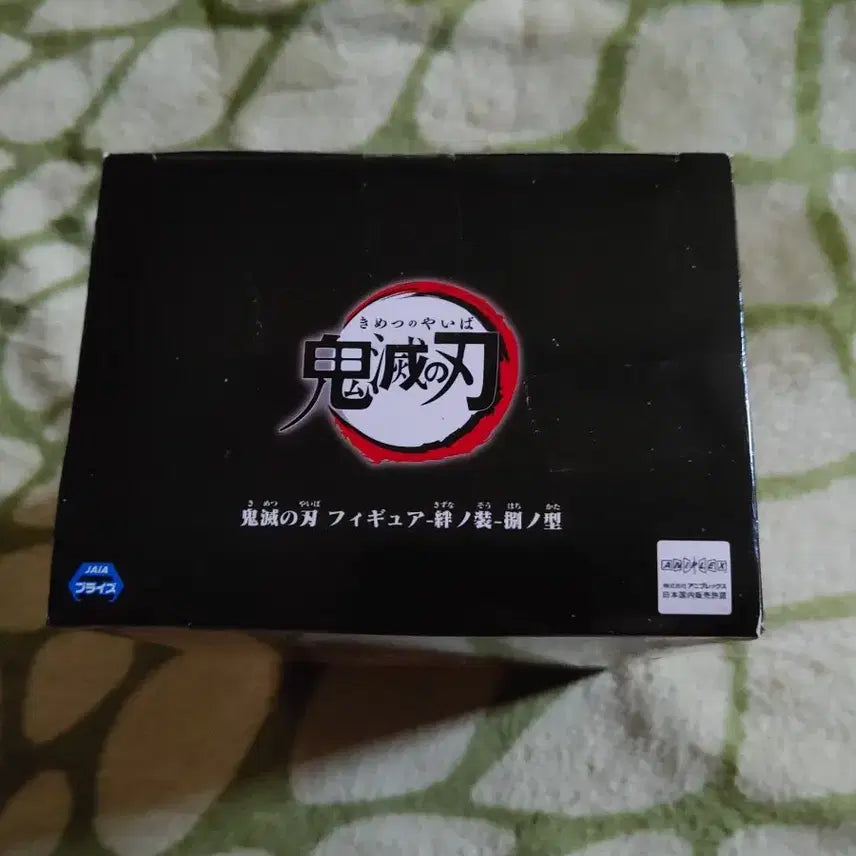 きめつのやいば
鬼滅の刃
き めつ やいば きずな そう はち かた
鬼滅の刃 フィギュア-絆ノ装-捌ノ型
JAIA
プライズ
ANIPLEX
株式会社 アニプレックス
日本国内販売許諾